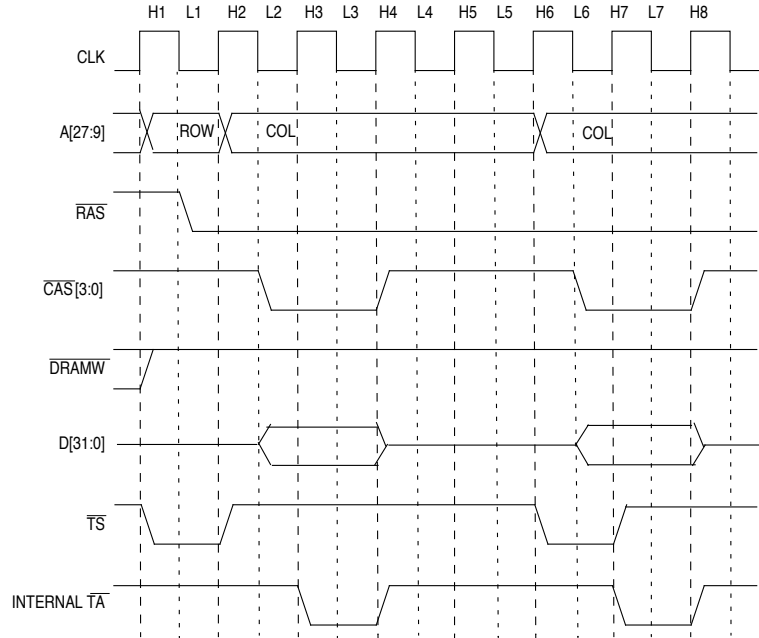 H1 L1 H2 L2 H3 L3 H4 L4 H5 L5 H6 L6 H7 L7 H8
CLK
A[27:9] ROW COL COL
RAS
CAS[3:0]
DRAMW
D[31:0]
TS
INTERNAL TA